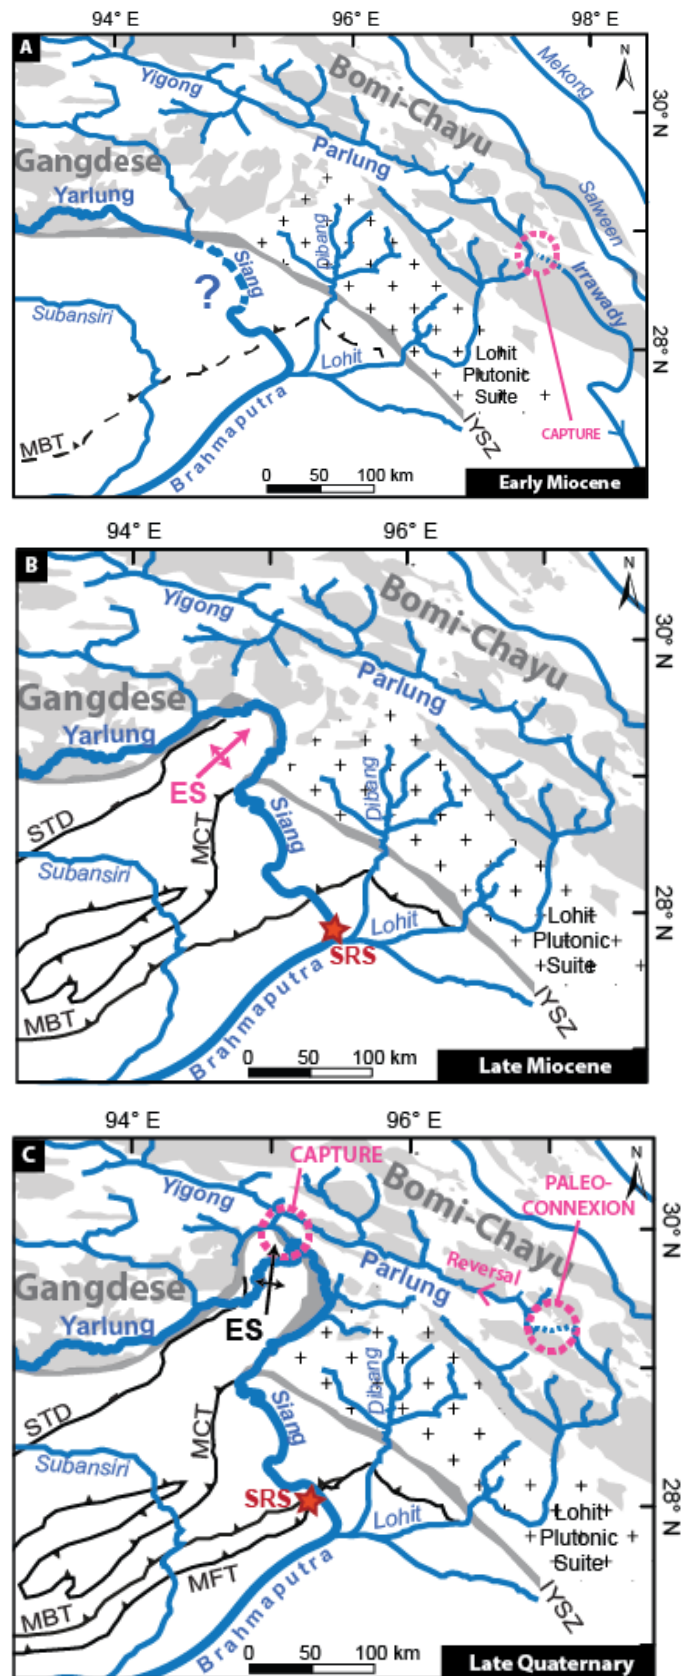 94° E 96° E 98° E
A
N
Mekong
Yigong
Bomi-Chayu
30° N
Gangdese
Parlung
Yarlung
Salween
Dibang
Siang
?
Irrawady
Subansiri
28° N
Lohit
Lohit
Plutonic
Suite
MBT
IYSZ
CAPTURE
Brahmaputra
0 50 100 km
Early Miocene
94° E 96° E
B
N
Yigong
Bomi-Chayu
30° N
Gangdese
Parlung
Yarlung
ES
Dibang
STD
MCT
Siang
Subansiri
28° N
Lohit
Lohit
Plutonic
Suite
SRS
MBT
IYSZ
Brahmaputra
0 50 100 km
Late Miocene
94° E 96° E
C
CAPTURE
N
Yigong
Bomi-Chayu
PALEO-
CONNEXION
30° N
Parlung
Reversal
Gangdese
Yarlung
ES
Dibang
STD
MCT
Siang
Subansiri
SRS
28° N
Lohit
Lohit
Plutonic
Suite
MFT
MBT
IYSZ
Brahmaputra
0 50 100 km
Late Quaternary